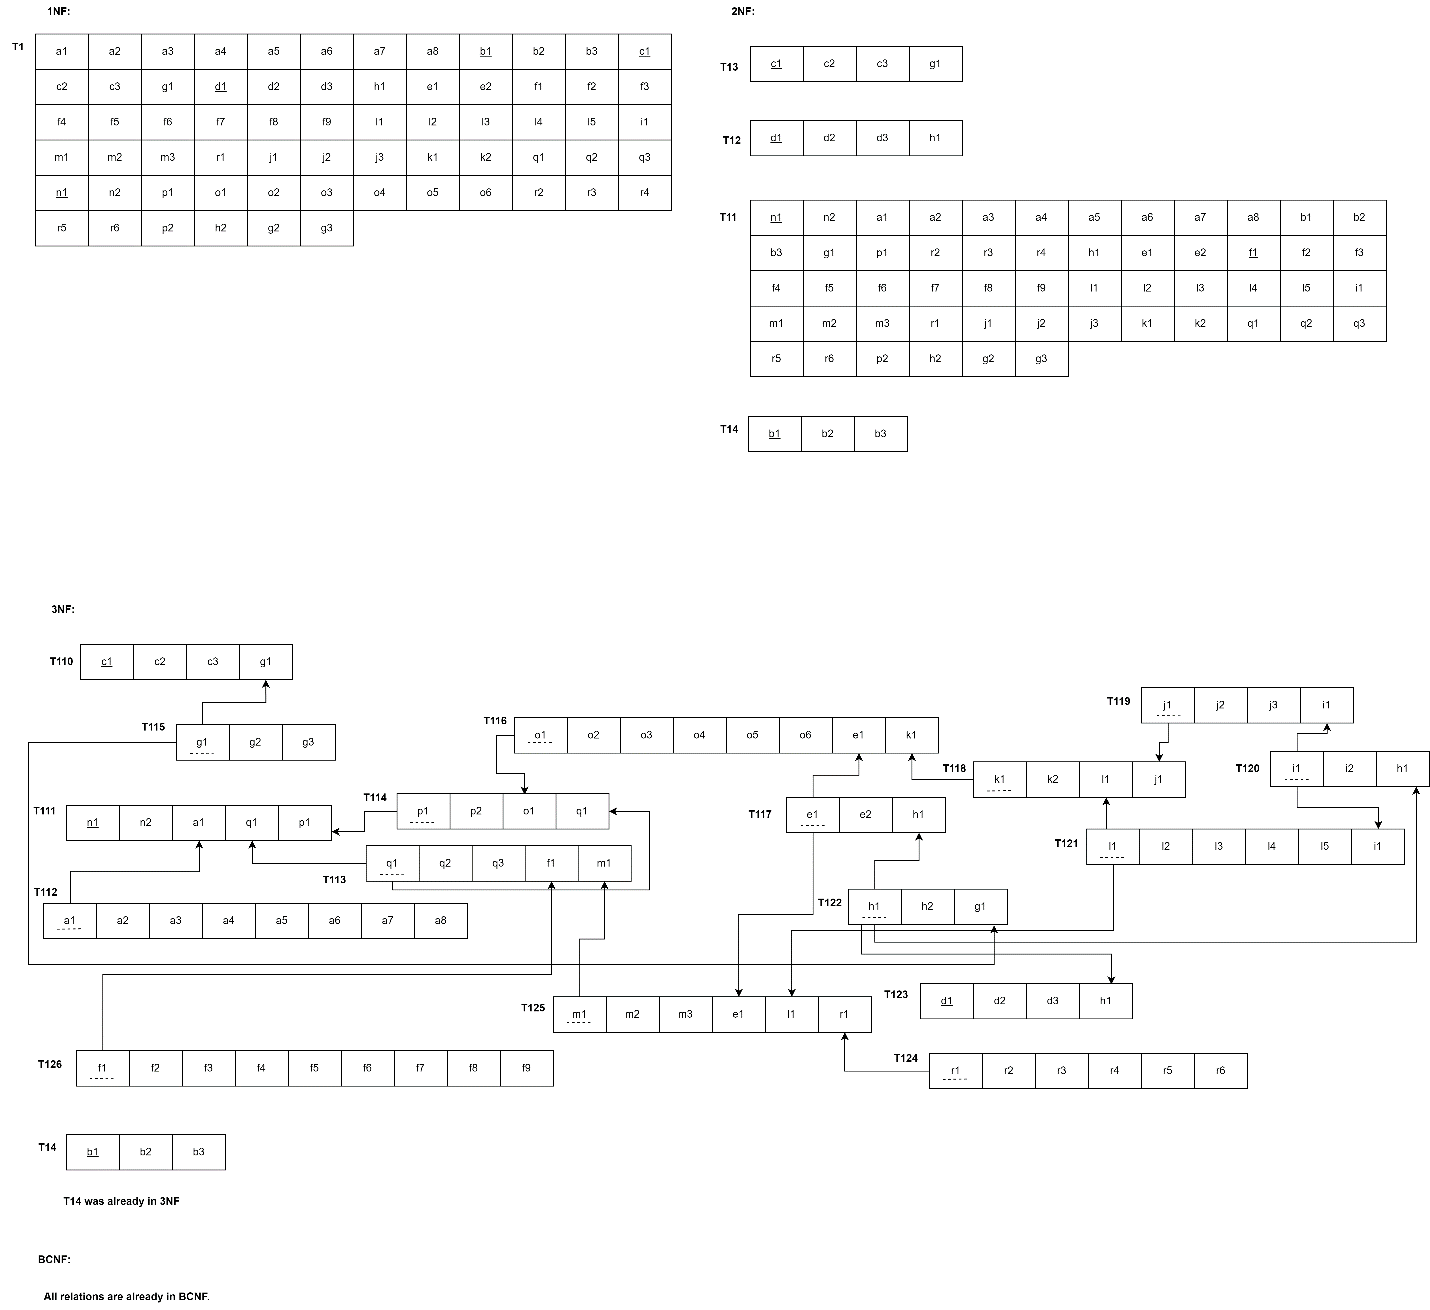 1NF:
T1
a1 a2 a3 a4 a5 a6 a7 a8 b1 b2 b3 c1
c2 c3 g1 d1 d2 d3 h1 e1 e2 f1 f2 f3
f4 f5 f6 f7 f8 f9 l1 l2 l3 l4 l5 i1
m1 m2 m3 r1 j1 j2 j3 k1 k2 q1 q2 q3
n1 n2 p1 o1 o2 o3 o4 o5 o6 r2 r3 r4
r5 r6 p2 h2 g2 g3
2NF:
T13 c1 c2 c3 g1
T12 d1 d2 d3 h1
T11 n1 n2 a1 a2 a3 a4 a5 a6 a7 a8 b1 b2
b3 g1 p1 r2 r3 r4 h1 e1 e2 f1 f2 f3
f4 f5 f6 f7 f8 f9 l1 l2 l3 l4 l5 i1
m1 m2 m3 r1 j1 j2 j3 k1 k2 q1 q2 q3
r5 r6 p2 h2 g2 g3
T14 b1 b2 b3
3NF:
T110 c1 c2 c3 g1
T115 g1 g2 g3
T116 o1 o2 o3 o4 o5 o6 e1 k1
T119 j1 j2 j3 i1
T118 k1 k2 l1 j1
T120 i1 i2 h1
T111 n1 n2 a1 q1 p1
T114 p1 p2 o1 q1
T117 e1 e2 h1
T121 l1 l2 l3 l4 l5 i1
T113 q1 q2 q3 f1 m1
T112 a1 a2 a3 a4 a5 a6 a7 a8
T122 h1 h2 g1
T123 d1 d2 d3 h1
T125 m1 m2 m3 e1 l1 r1
T126 f1 f2 f3 f4 f5 f6 f7 f8 f9
T124 r1 r2 r3 r4 r5 r6
T14 b1 b2 b3
T14 was already in 3NF
BCNF:
All relations are already in BCNF.